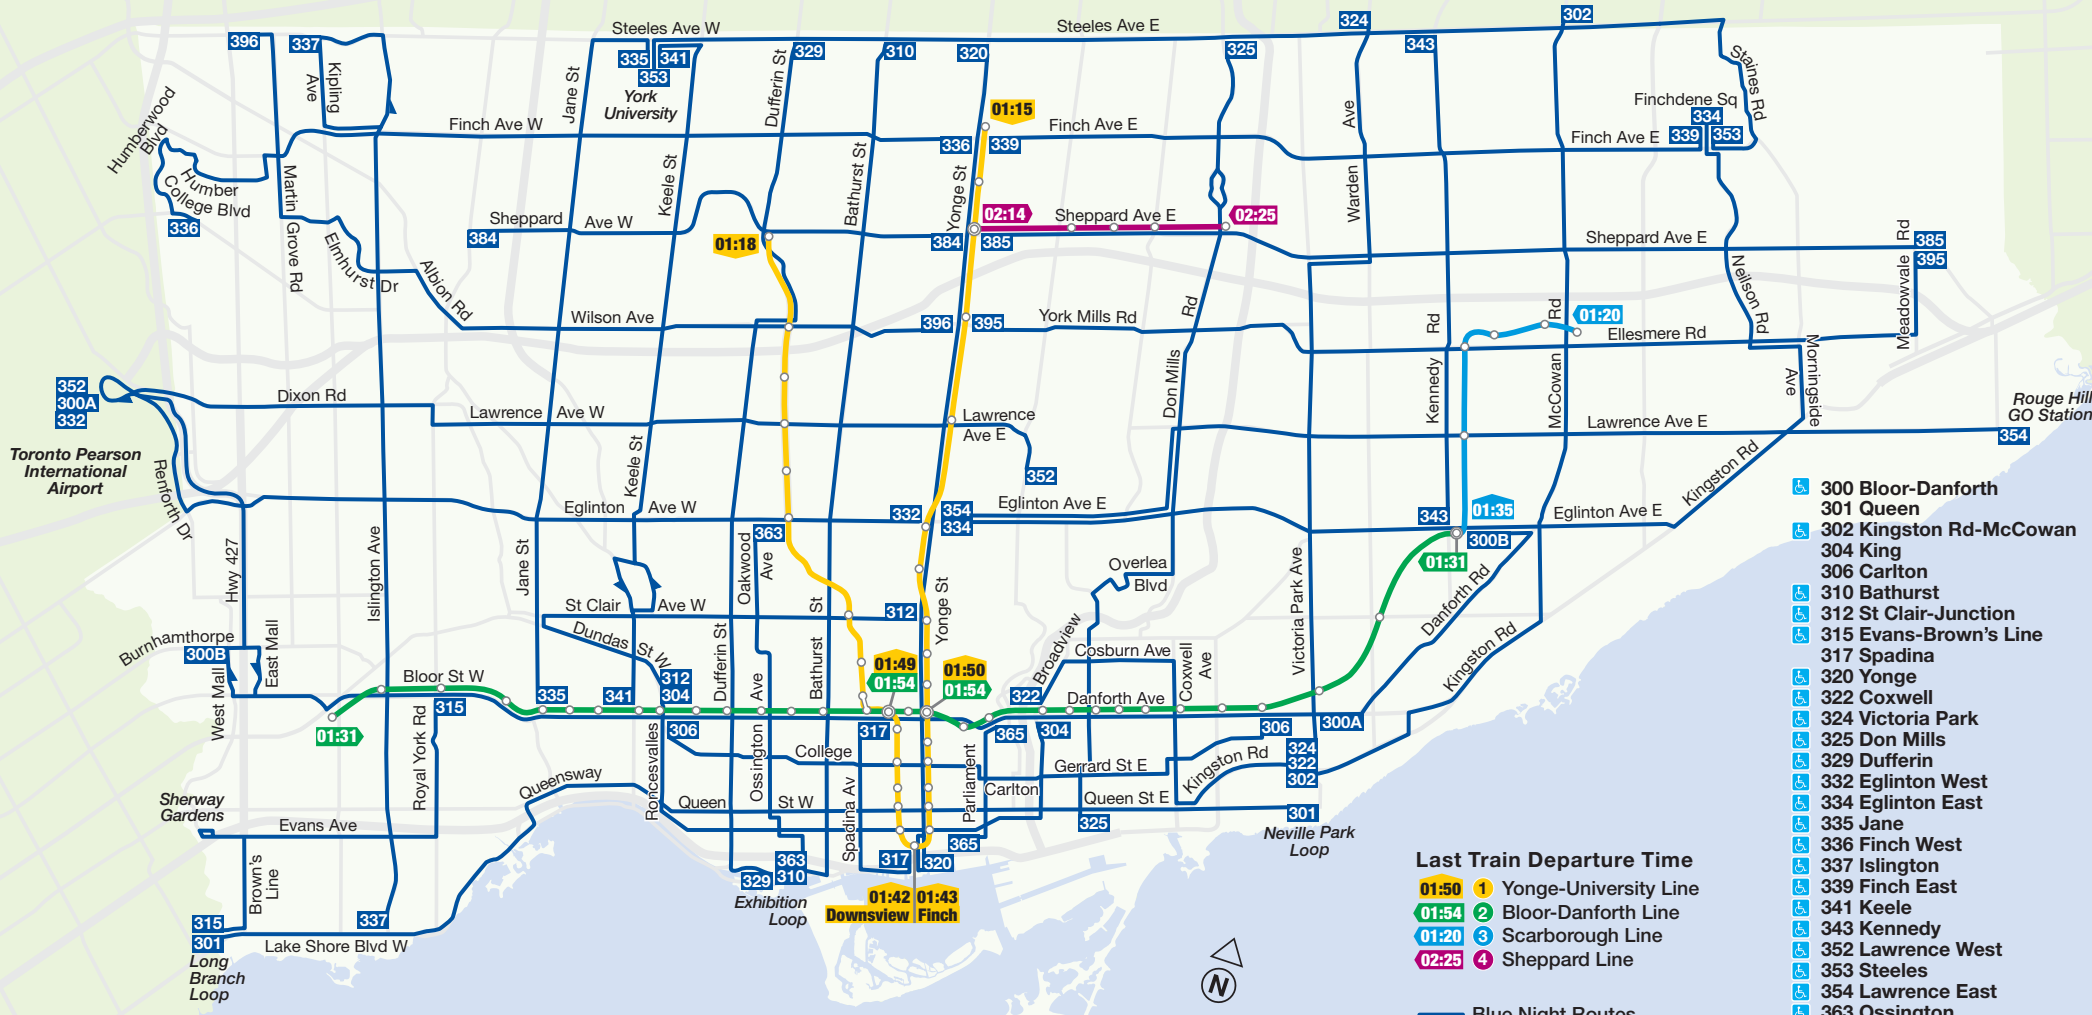 Steeles Ave W
Steeles Ave E
324
302
396
337
335
341
353
329
310
320
325
343
York
University
Kipling
Ave
Jane St
Dufferin St
Keele St
Bathurst St
Yonge St
Ave
Warden
Staines Rd
Finchdene Sq
334
339
353
Humberwood
Blvd
Finch Ave W
01:15
Finch Ave E
Finch Ave E
336
339
Humber
College Blvd
336
Martin
Grove Rd
Elmhurst Dr
Albion Rd
Sheppard
Ave W
384
01:18
02:14
Sheppard Ave E
02:25
384
385
Sheppard Ave E
Rd
385
395
Meadowvale
Neilson Rd
Wilson Ave
396
395
York Mills Rd
Rd
Don Mills
Rd
Kennedy
Rd
McCowan
01:20
Ellesmere Rd
Morningside
Ave
352
300A
332
Toronto Pearson
International
Airport
Dixon Rd
Lawrence
Ave W
Lawrence
Ave E
352
Lawrence Ave E
Rouge Hill
GO Station
354
Kingston Rd
Renforth Dr
Keele St
Eglinton
Ave W
332
354
334
Eglinton Ave E
343
01:35
Eglinton Ave E
300B
01:31
Hwy 427
Islington Ave
Jane St
363
Oakwood
Ave
Overlea
Blvd
Victoria Park Ave
Danforth Rd
Kingston Rd
St Clair
Ave W
312
Yonge St
Bathurst
St
Dufferin St
Dundas St W
Burnhamthorpe
300B
West Mall
East Mall
Bloor St W
312
304
335
341
315
01:31
01:49
01:54
01:50
01:54
Broadview
Cosburn Ave
Coxwell
Ave
322
Danforth Ave
300A
306
317
365
304
306
Royal York Rd
Roncesvalles
Ossington
Ave
College
Spadina Av
Parliament
Carlton
Gerrard St E
Kingston Rd
324
322
302
Sherway
Gardens
Evans Ave
Queensway
Queen
St W
Queen St E
325
301
Neville Park
Loop
365
363
310
329
317
320
Exhibition
Loop
01:42
01:43
Downsview
Finch
Brown's
Line
315
301
337
Lake Shore Blvd W
Long
Branch
Loop
N
Last Train Departure Time
01:50 1 Yonge-University Line
01:54 2 Bloor-Danforth Line
01:20 3 Scarborough Line
02:25 4 Sheppard Line
Blue Night Routes
300 Bloor-Danforth
301 Queen
302 Kingston Rd-McCowan
304 King
306 Carlton
310 Bathurst
312 St Clair-Junction
315 Evans-Brown's Line
317 Spadina
320 Yonge
322 Coxwell
324 Victoria Park
325 Don Mills
329 Dufferin
332 Eglinton West
334 Eglinton East
335 Jane
336 Finch West
337 Islington
339 Finch East
341 Keele
343 Kennedy
352 Lawrence West
353 Steeles
354 Lawrence East
363 Ossington